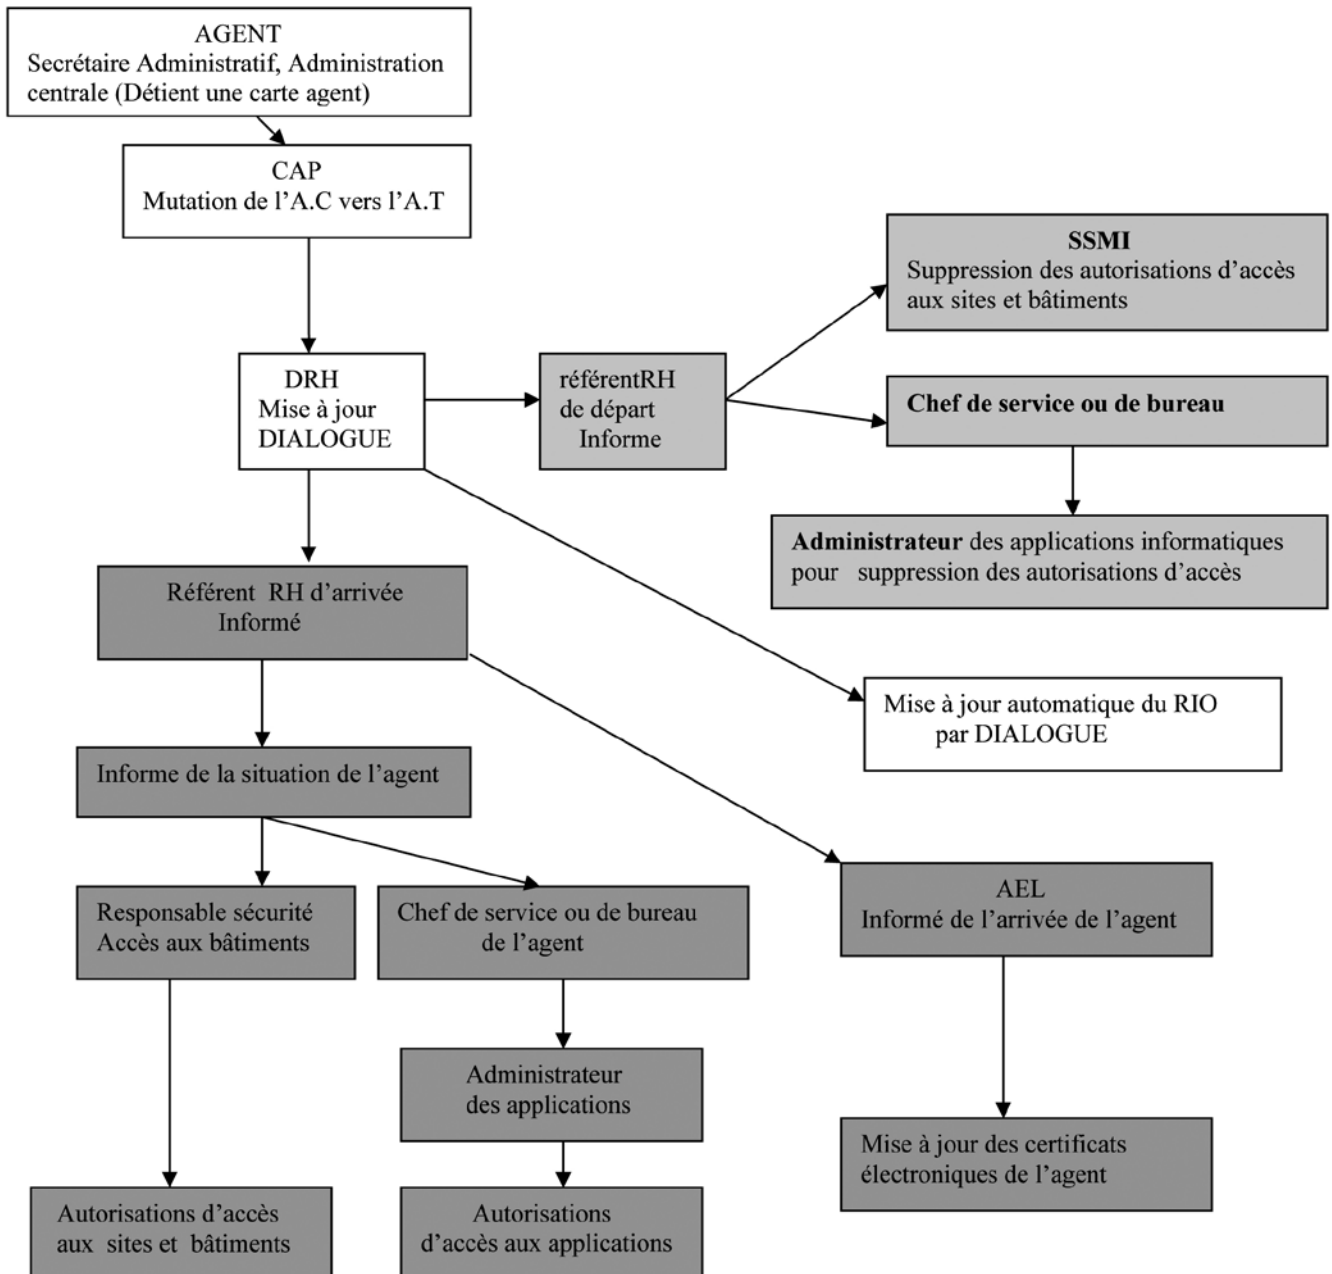 AGENT
Secrétaire Administratif, Administration
centrale (Détient une carte agent)
CAP
Mutation de l’A.C vers l’A.T
SSMI
Suppression des autorisations d’accès
aux sites et bâtiments
DRH
Mise à jour
DIALOGUE
référentRH
de départ
Informe
Chef de service ou de bureau
Administrateur des applications informatiques
pour suppression des autorisations d’accès
Référent RH d’arrivée
Informé
Mise à jour automatique du RIO
par DIALOGUE
Informe de la situation de l’agent
Responsable sécurité
Accès aux bâtiments
Chef de service ou de bureau
de l’agent
AEL
Informé de l’arrivée de l’agent
Administrateur
des applications
Mise à jour des certificats
électroniques de l’agent
Autorisations d’accès
aux sites et bâtiments
Autorisations
d’accès aux applications